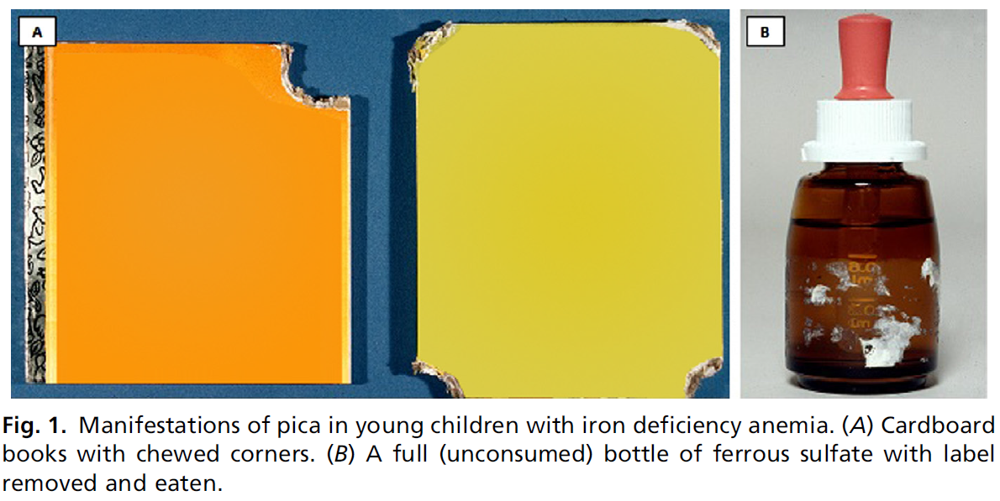 A
B
Fig. 1. Manifestations of pica in young children with iron deficiency anemia. (A) Cardboard
books with chewed corners. (B) A full (unconsumed) bottle of ferrous sulfate with label
removed and eaten.